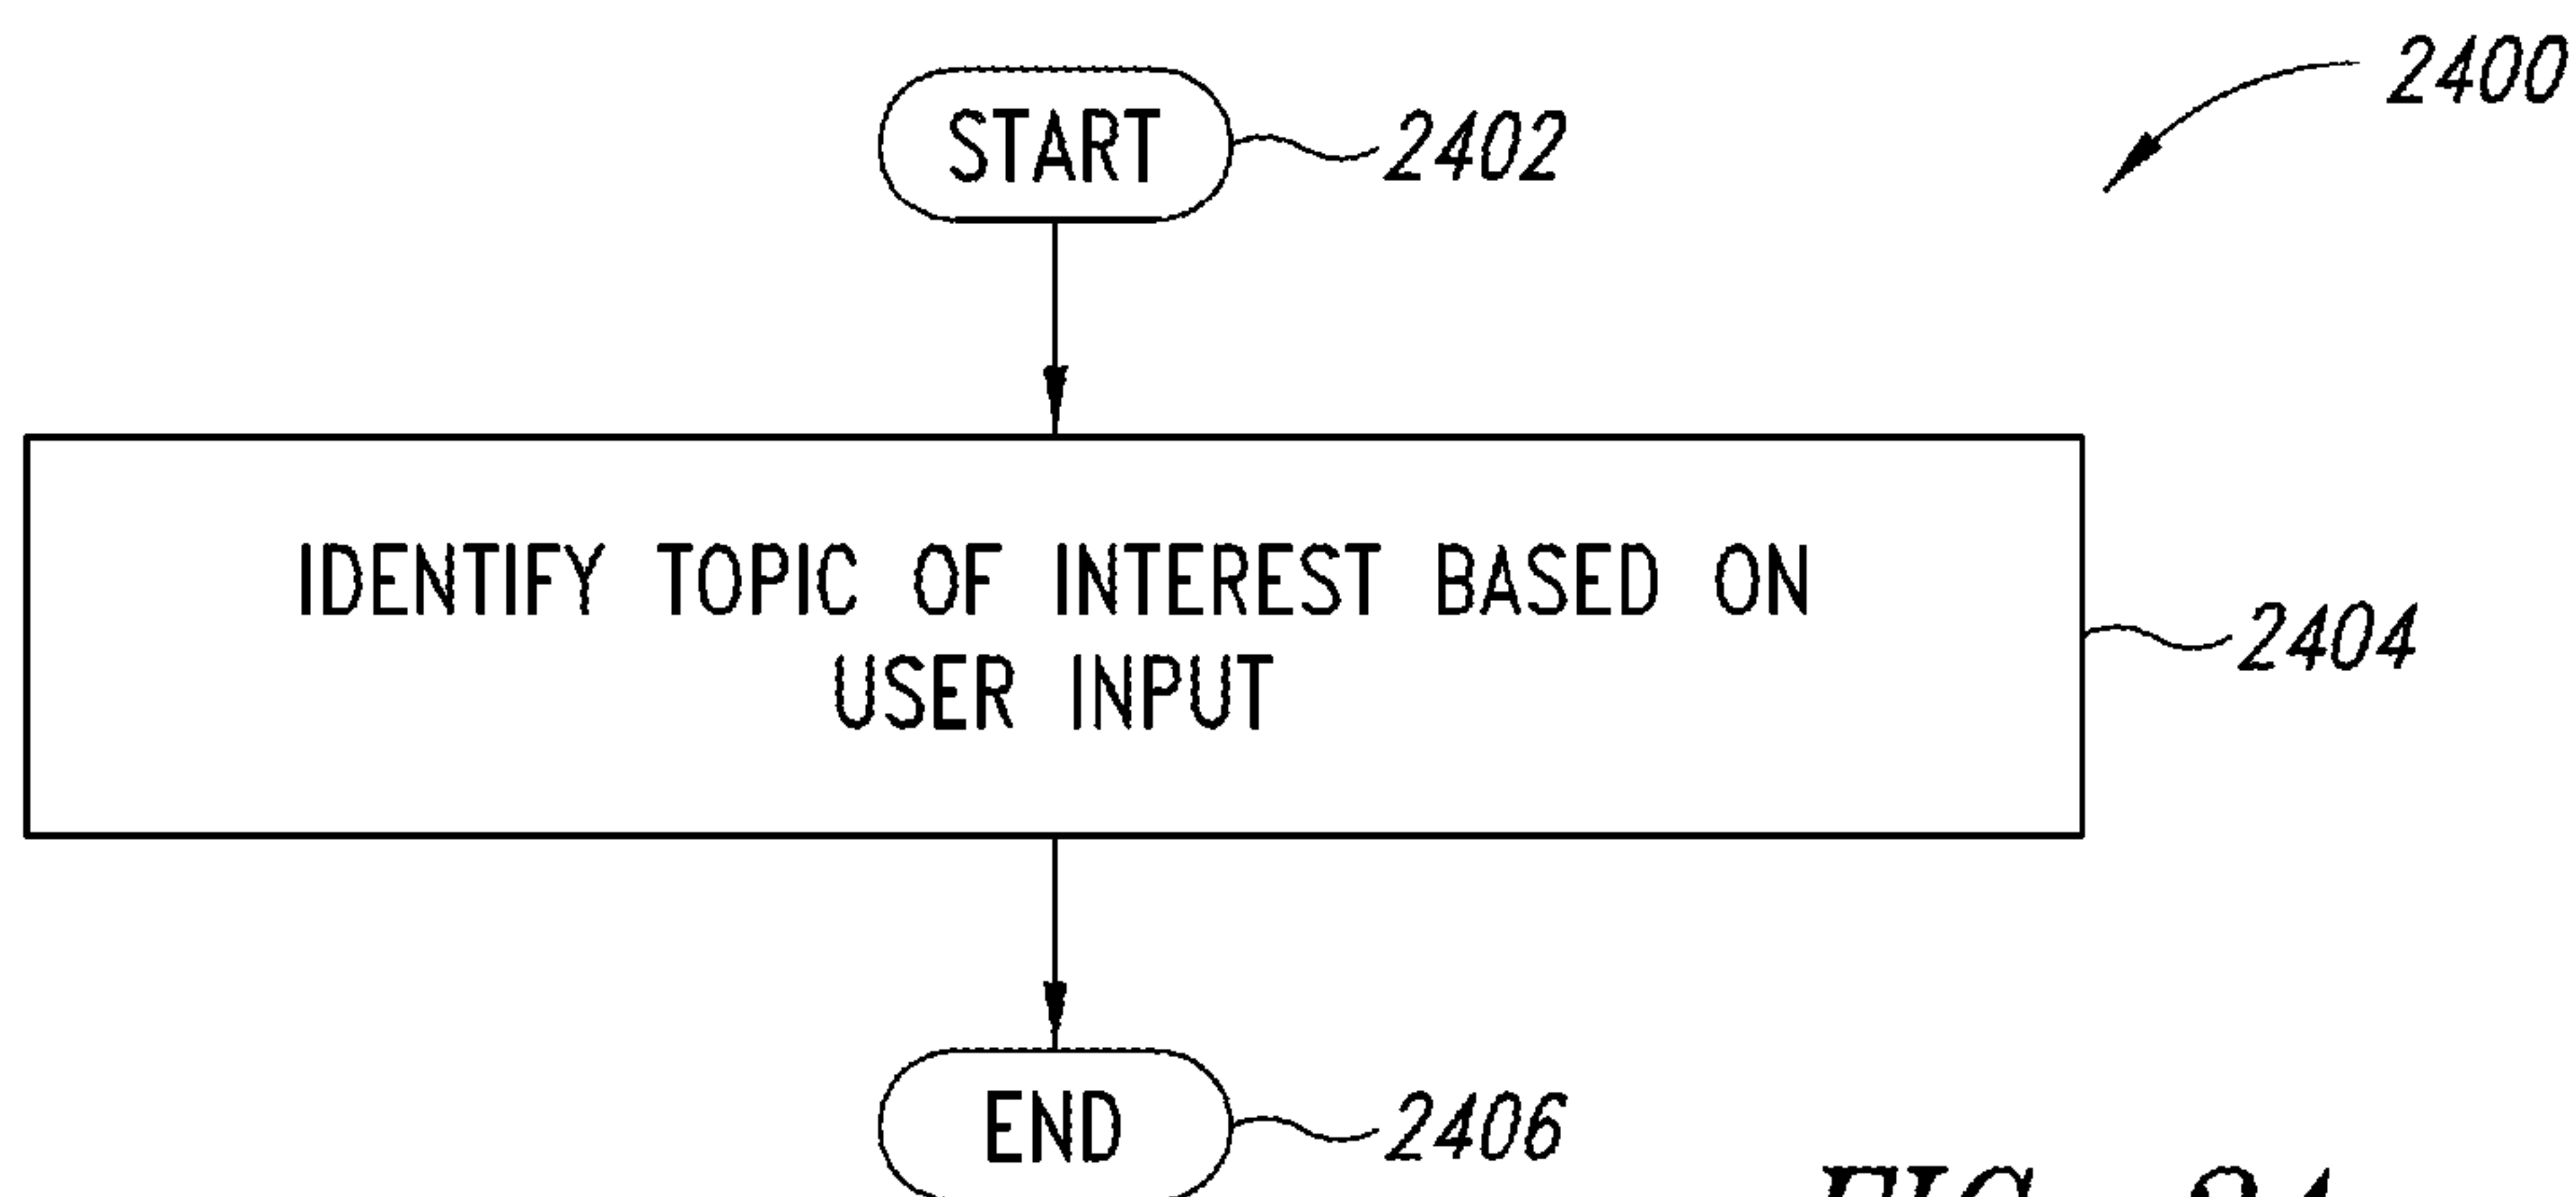 2400
START
2402
IDENTIFY TOPIC OF INTEREST BASED ON
USER INPUT
2404
END
2406